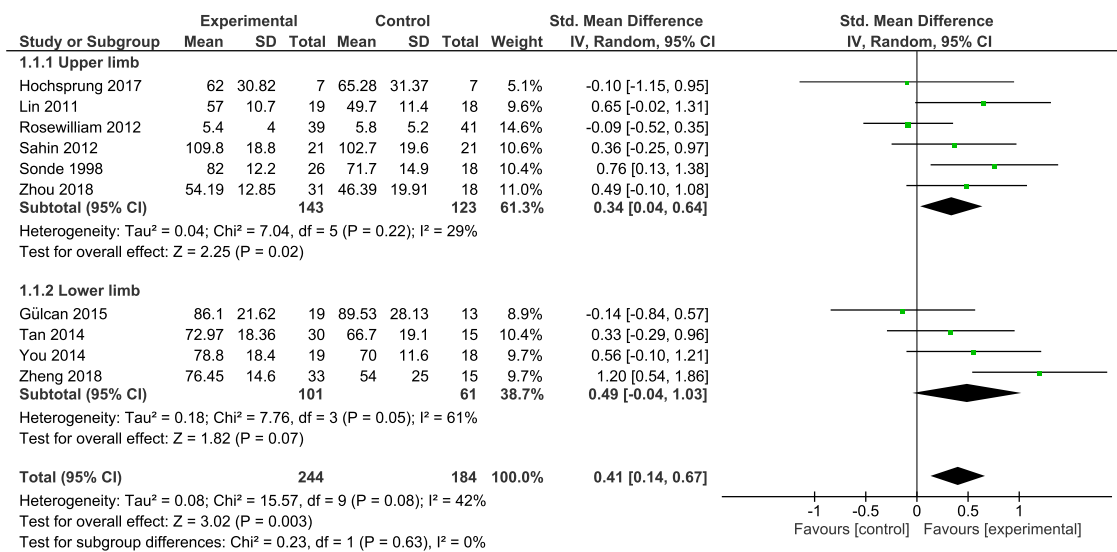 Experimental Control Std. Mean Difference Std. Mean Difference
Study or Subgroup Mean SD Total Mean SD Total Weight IV, Random, 95% CI IV, Random, 95% CI
1.1.1 Upper limb
Hochsprung 2017 62 30.82 7 65.28 31.37 7 5.1% -0.10 [-1.15, 0.95]
Lin 2011 57 10.7 19 49.7 11.4 18 9.6% 0.65 [-0.02, 1.31]
Rosewilliam 2012 5.4 4 39 5.8 5.2 41 14.6% -0.09 [-0.52, 0.35]
Sahin 2012 109.8 18.8 21 102.7 19.6 21 10.6% 0.36 [-0.25, 0.97]
Sonde 1998 82 12.2 26 71.7 14.9 18 10.4% 0.76 [0.13, 1.38]
Zhou 2018 54.19 12.85 31 46.39 19.91 18 11.0% 0.49 [-0.10, 1.08]
Subtotal (95% CI) 143 123 61.3% 0.34 [0.04, 0.64]
Heterogeneity: Tau² = 0.04; Chi² = 7.04, df = 5 (P = 0.22); I² = 29%
Test for overall effect: Z = 2.25 (P = 0.02)
1.1.2 Lower limb
Gülcan 2015 86.1 21.62 19 89.53 28.13 13 8.9% -0.14 [-0.84, 0.57]
Tan 2014 72.97 18.36 30 66.7 19.1 15 10.4% 0.33 [-0.29, 0.96]
You 2014 78.8 18.4 19 70 11.6 18 9.7% 0.56 [-0.10, 1.21]
Zheng 2018 76.45 14.6 33 54 25 15 9.7% 1.20 [0.54, 1.86]
Subtotal (95% CI) 101 61 38.7% 0.49 [-0.04, 1.03]
Heterogeneity: Tau² = 0.18; Chi² = 7.76, df = 3 (P = 0.05); I² = 61%
Test for overall effect: Z = 1.82 (P = 0.07)
Total (95% CI) 244 184 100.0% 0.41 [0.14, 0.67]
Heterogeneity: Tau² = 0.08; Chi² = 15.57, df = 9 (P = 0.08); I² = 42%
Test for overall effect: Z = 3.02 (P = 0.003)
Test for subgroup differences: Chi² = 0.23, df = 1 (P = 0.63), I² = 0%
-1 -0.5 0 0.5 1
Favours [control] Favours [experimental]